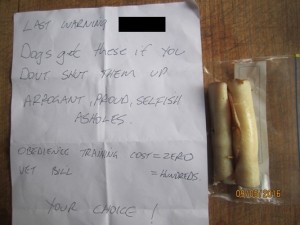 LAST WARNING
Dogs get these if you
DONT SHUT THEM UP.
ARROGANT, PROUD, SELFISH
ASHOLES.
OBEDIENCE TRAINING COST = ZERO
VET BILL = HUNDREDS.
YOUR CHOICE!